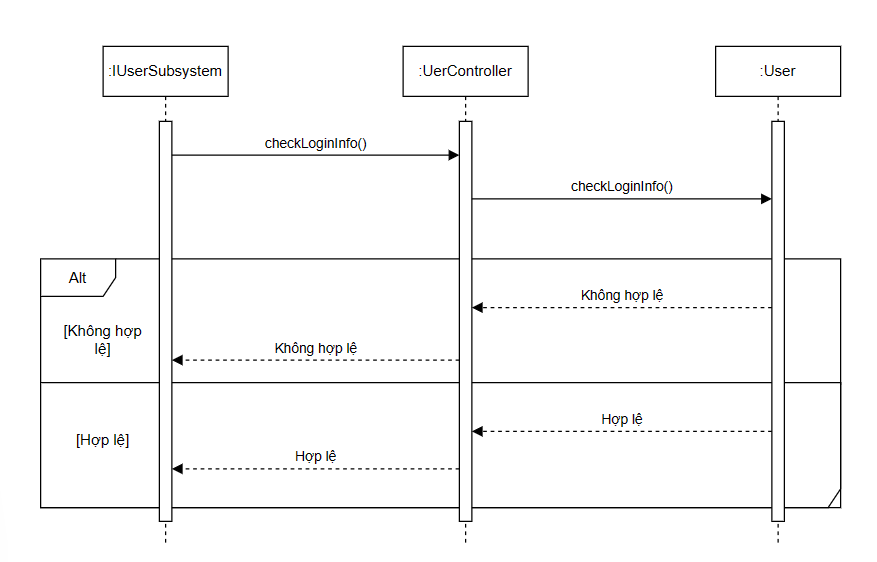 :IUserSubsystem
:UerController
:User
checkLoginInfo()
checkLoginInfo()
Alt
Không hợp lệ
[Không hợp
lệ]
Không hợp lệ
Hợp lệ
[Hợp lệ]
Hợp lệ